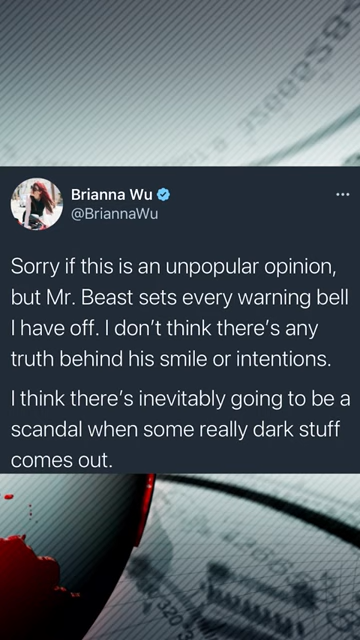 Brianna Wu
@BriannaWu
Sorry if this is an unpopular opinion,
but Mr. Beast sets every warning bell
I have off. I don't think there's any
truth behind his smile or intentions.
I think there's inevitably going to be a
scandal when some really dark stuff
comes out.